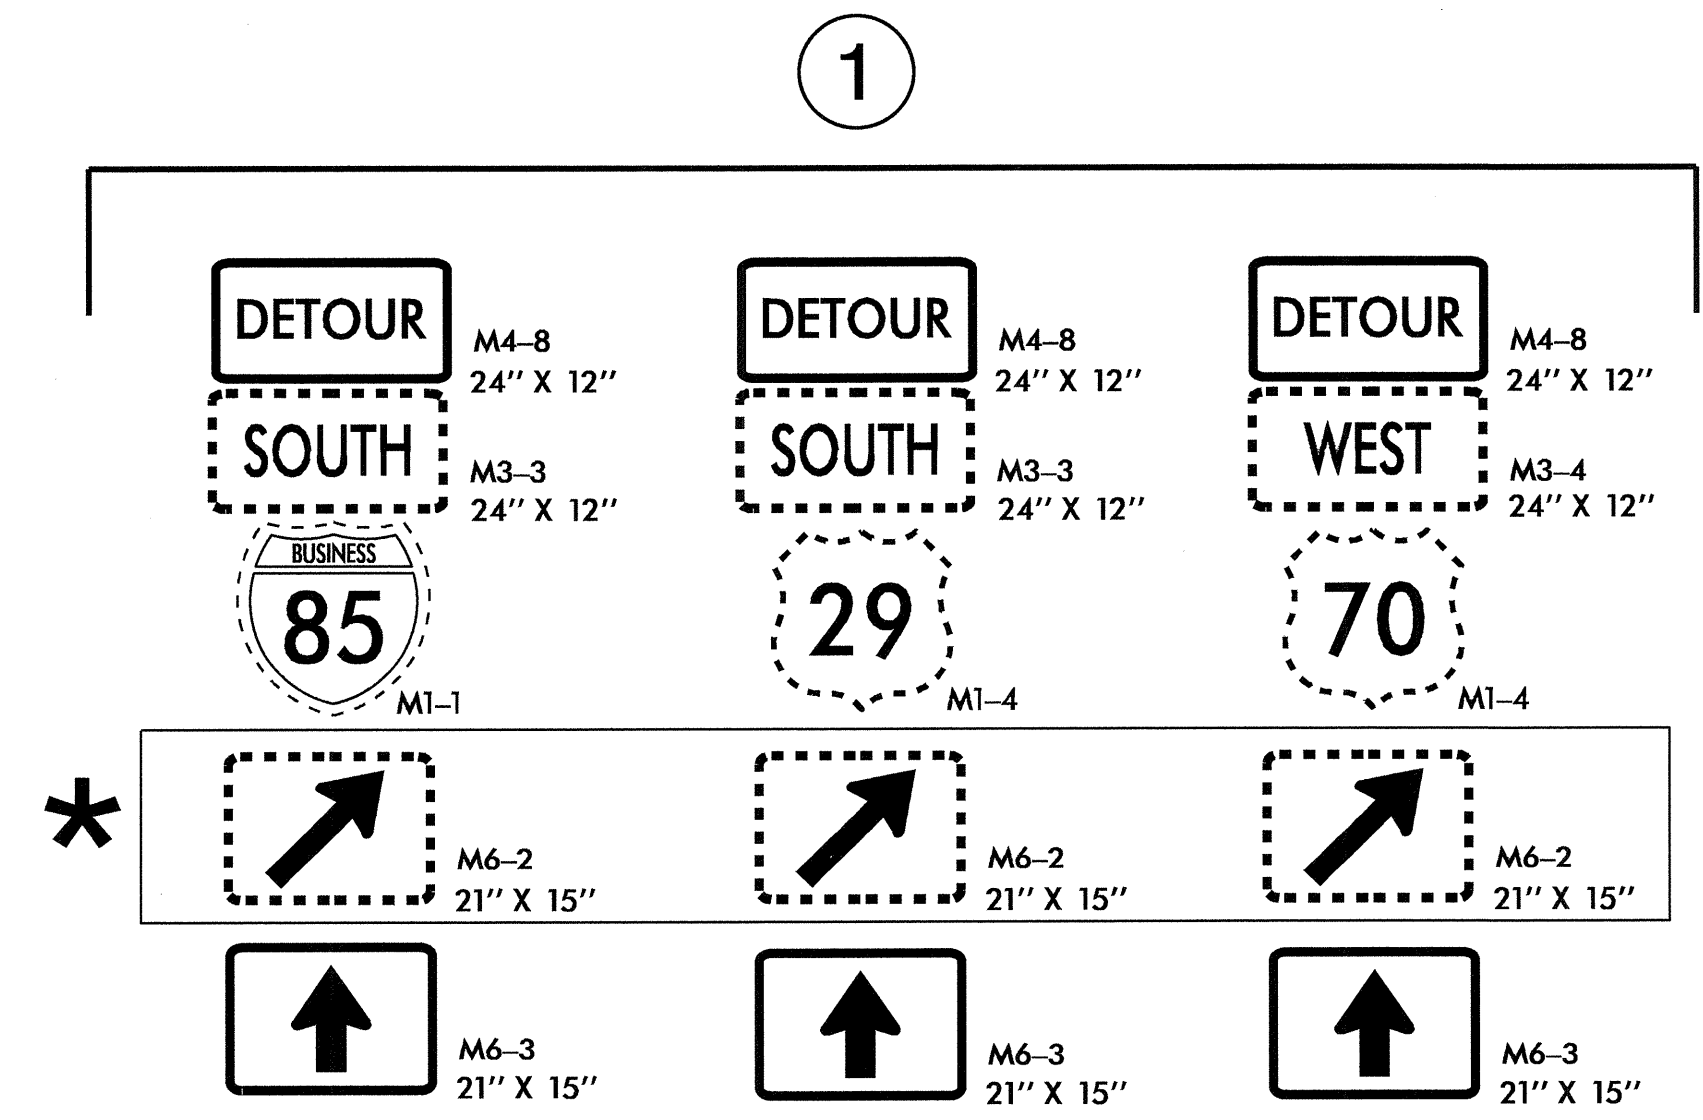 1
DETOUR M4–8 24" X 12"
SOUTH M3–3 24" X 12"
BUSINESS
85 M1–1
M6–2 21" X 15"
M6–3 21" X 15"
DETOUR M4–8 24" X 12"
SOUTH M3–3 24" X 12"
29 M1–4
M6–2 21" X 15"
M6–3 21" X 15"
DETOUR M4–8 24" X 12"
WEST M3–4 24" X 12"
70 M1–4
M6–2 21" X 15"
M6–3 21" X 15"
*